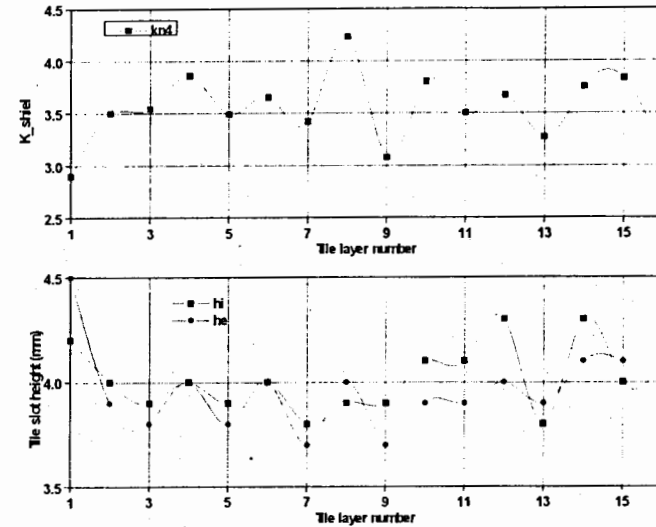 4.5
kn4
4.0
3.5
3.0
2.5
K_shiel
1 3 5 7 9 11 13 15
Tile layer number
4.5
hi
he
4.0
3.5
Tile slot height (mm)
1 3 5 7 9 11 13 15
Tile layer number